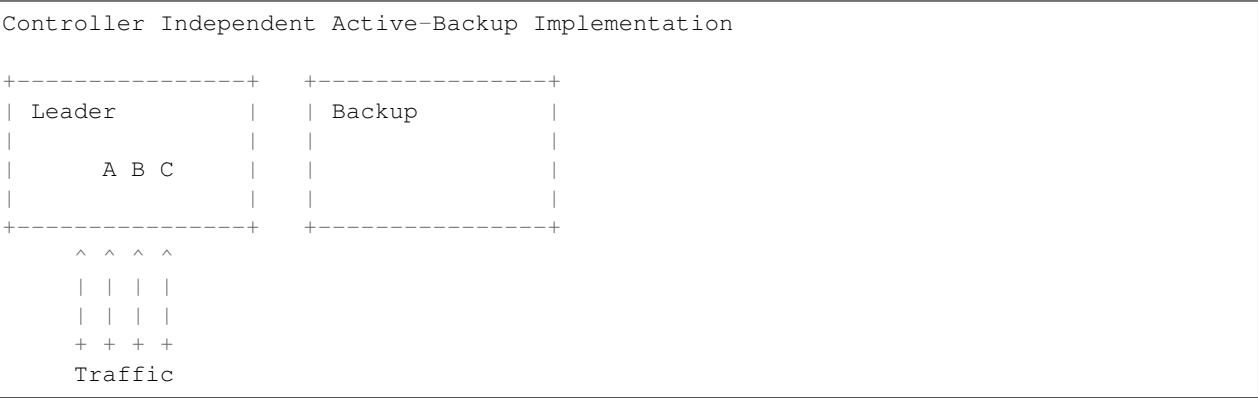 Controller Independent Active-Backup Implementation
+----------------+   +----------------+
| Leader         |   | Backup         |
|                |   |                |
|      A B C     |   |                |
|                |   |                |
+----------------+   +----------------+
     ^ ^ ^ ^
     | | | |
     | | | |
     + + + +
     Traffic